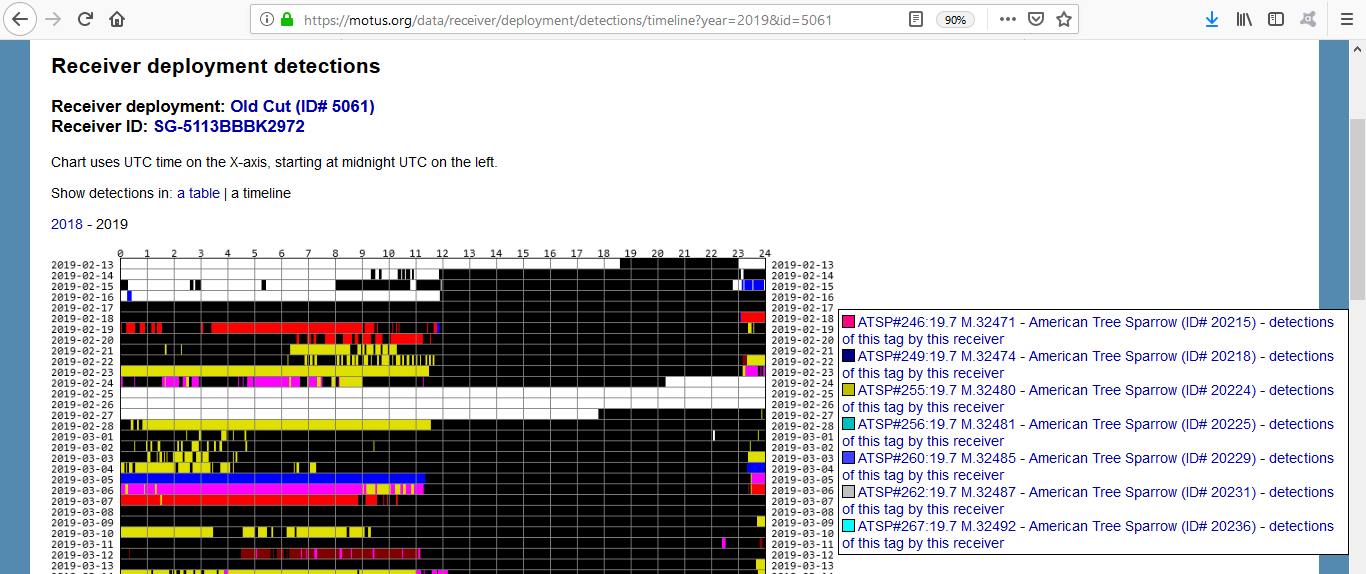 https://motus.org/data/receiver/deployment/detections/timeline?year=2019&id=5061
90%
Receiver deployment detections
Receiver deployment: Old Cut (ID# 5061)
Receiver ID: SG-5113BBBK2972
Chart uses UTC time on the X-axis, starting at midnight UTC on the left.
Show detections in: a table | a timeline
2018 - 2019
0 1 2 3 4 5 6 7 8 9 10 11 12 13 14 15 16 17 18 19 20 21 22 23 24
2019-02-13 2019-02-13
2019-02-14 2019-02-14
2019-02-15 2019-02-15
2019-02-16 2019-02-16
2019-02-17 2019-02-17
2019-02-18 2019-02-18
2019-02-19 2019-02-19
2019-02-20 2019-02-20
2019-02-21 2019-02-21
2019-02-22 2019-02-22
2019-02-23 2019-02-23
2019-02-24 2019-02-24
2019-02-25 2019-02-25
2019-02-26 2019-02-26
2019-02-27 2019-02-27
2019-02-28 2019-02-28
2019-03-01 2019-03-01
2019-03-02 2019-03-02
2019-03-03 2019-03-03
2019-03-04 2019-03-04
2019-03-05 2019-03-05
2019-03-06 2019-03-06
2019-03-07 2019-03-07
2019-03-08 2019-03-08
2019-03-09 2019-03-09
2019-03-10 2019-03-10
2019-03-11 2019-03-11
2019-03-12 2019-03-12
2019-03-13 2019-03-13
ATSP#246:19.7 M.32471 - American Tree Sparrow (ID# 20215) - detections
of this tag by this receiver
ATSP#249:19.7 M.32474 - American Tree Sparrow (ID# 20218) - detections
of this tag by this receiver
ATSP#255:19.7 M.32480 - American Tree Sparrow (ID# 20224) - detections
of this tag by this receiver
ATSP#256:19.7 M.32481 - American Tree Sparrow (ID# 20225) - detections
of this tag by this receiver
ATSP#260:19.7 M.32485 - American Tree Sparrow (ID# 20229) - detections
of this tag by this receiver
ATSP#262:19.7 M.32487 - American Tree Sparrow (ID# 20231) - detections
of this tag by this receiver
ATSP#267:19.7 M.32492 - American Tree Sparrow (ID# 20236) - detections
of this tag by this receiver